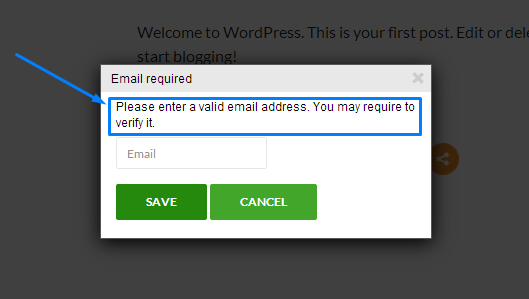 Welcome to WordPress. This is your first post. Edit or dele
start blogging!
Email required
Please enter a valid email address. You may require to
verify it.
Email
SAVE CANCEL